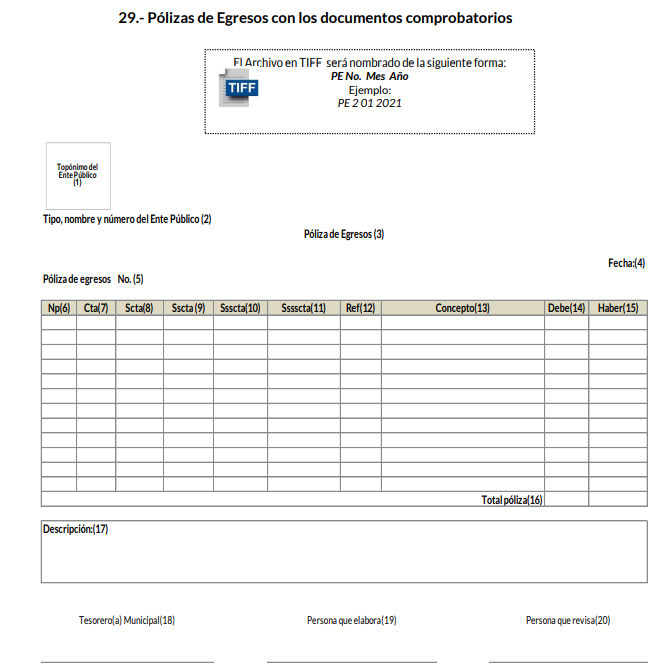 29.- Pólizas de Egresos con los documentos comprobatorios
El Archivo en TIFF será nombrado de la siguiente forma:
PE No. Mes Año
TIFF
Ejemplo:
PE 2 01 2021
Topónimo del
Ente Público
(1)
Tipo, nombre y número del Ente Público (2)
Póliza de Egresos (3)
Fecha:(4)
Póliza de egresos No. (5)
Np(6) Cta(7) Scta(8) Sscta (9) Ssscta(10) Sssscta(11) Ref(12) Concepto(13) Debe(14) Haber(15)
Total póliza(16)
Descripción:(17)
Tesorero(a) Municipal(18) Persona que elabora(19) Persona que revisa(20)